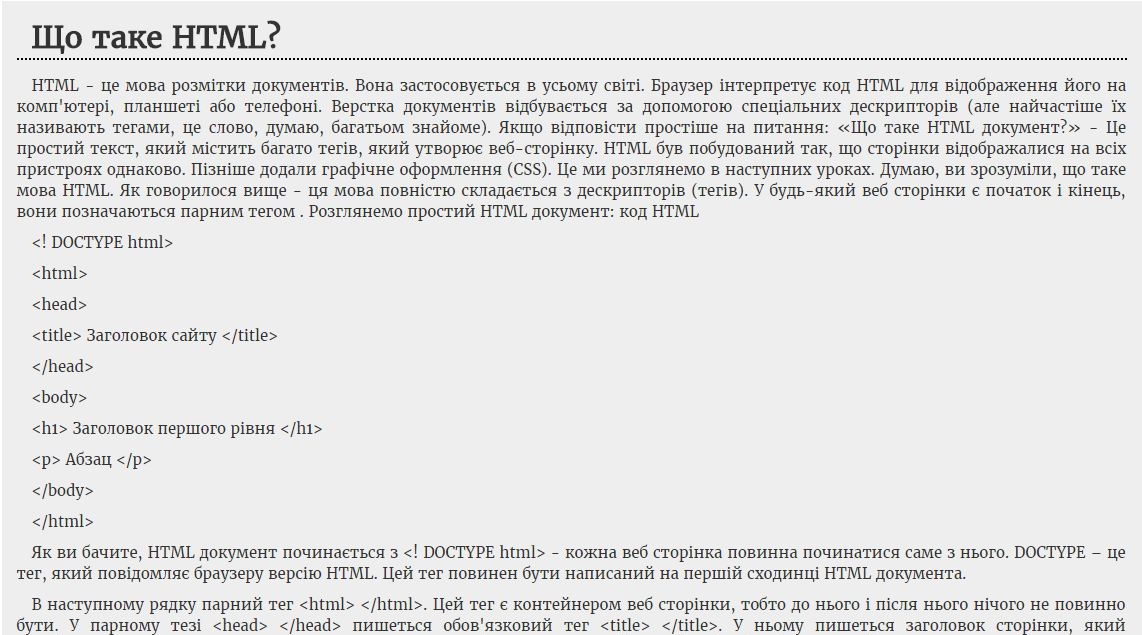 Що таке HTML?
HTML - це мова розмітки документів. Вона застосовується в усьому світі. Браузер інтерпретує код HTML для відображення його на
комп'ютері, планшеті або телефоні. Верстка документів відбувається за допомогою спеціальних дескрипторів (але найчастіше їх
називають тегами, це слово, думаю, багатьом знайоме). Якщо відповісти простіше на питання: «Що таке HTML документ?» - Це
простий текст, який містить багато тегів, який утворює веб-сторінку. HTML був побудований так, що сторінки відображалися на всіх
пристроях однаково. Пізніше додали графічне оформлення (CSS). Це ми розглянемо в наступних уроках. Думаю, ви зрозуміли, що таке
мова HTML. Як говорилося вище - ця мова повністю складається з дескрипторів (тегів). У будь-який веб сторінки є початок і кінець,
вони позначаються парним тегом . Розглянемо простий HTML документ: код HTML
<! DOCTYPE html>
<html>
<head>
<title> Заголовок сайту </title>
</head>
<body>
<h1> Заголовок першого рівня </h1>
<p> Абзац </p>
</body>
</html>
Як ви бачите, HTML документ починається з <! DOCTYPE html> - кожна веб сторінка повинна починатися саме з нього. DOCTYPE – це
тег, який повідомляє браузеру версію HTML. Цей тег повинен бути написаний на першій сходинці HTML документа.
В наступному рядку парний тег <html> </html>. Цей тег є контейнером веб сторінки, тобто до нього і після нього нічого не повинно
бути. У парному тезі <head> </head> пишеться обов'язковий тег <title> </title>. У ньому пишеться заголовок сторінки, який